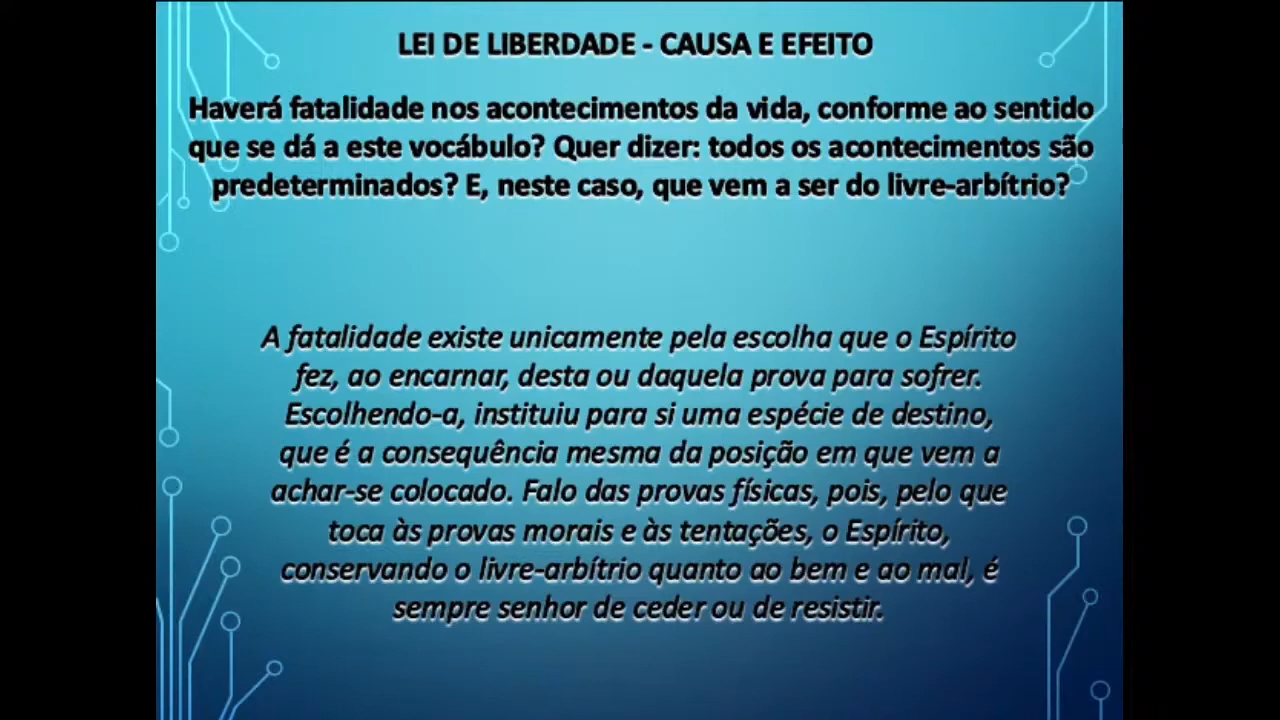 LEI DE LIBERDADE - CAUSA E EFEITO
Haverá fatalidade nos acontecimentos da vida, conforme ao sentido
que se dá a este vocábulo? Quer dizer: todos os acontecimentos são
predeterminados? E, neste caso, que vem a ser do livre-arbítrio?
A fatalidade existe unicamente pela escolha que o Espírito
fez, ao encarnar, desta ou daquela prova para sofrer.
Escolhendo-a, instituiu para si uma espécie de destino,
que é a consequência mesma da posição em que vem a
achar-se colocado. Falo das provas físicas, pois, pelo que
toca às provas morais e às tentações, o Espírito,
conservando o livre-arbítrio quanto ao bem e ao mal, é
sempre senhor de ceder ou de resistir.